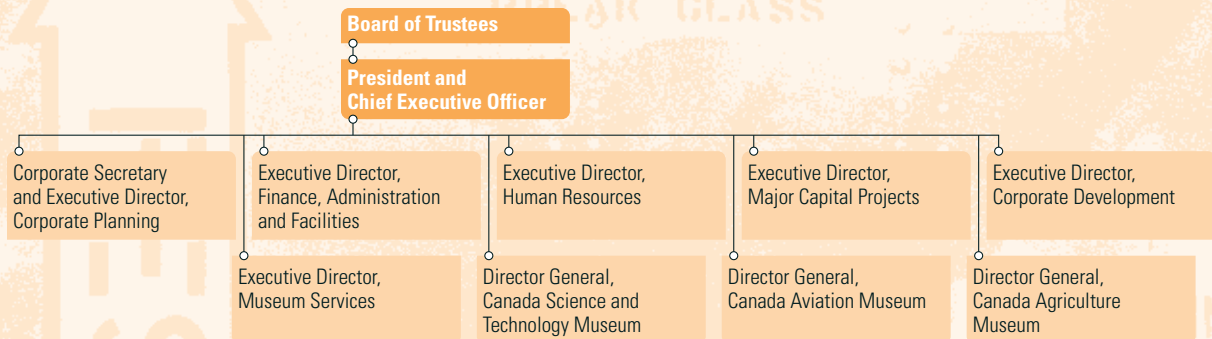 POLAR GLASS
Board of Trustees
President and
Chief Executive Officer
Corporate Secretary
and Executive Director,
Corporate Planning
Executive Director,
Finance, Administration
and Facilities
Executive Director,
Human Resources
Executive Director,
Major Capital Projects
Executive Director,
Corporate Development
Executive Director,
Museum Services
Director General,
Canada Science and
Technology Museum
Director General,
Canada Aviation Museum
Director General,
Canada Agriculture
Museum